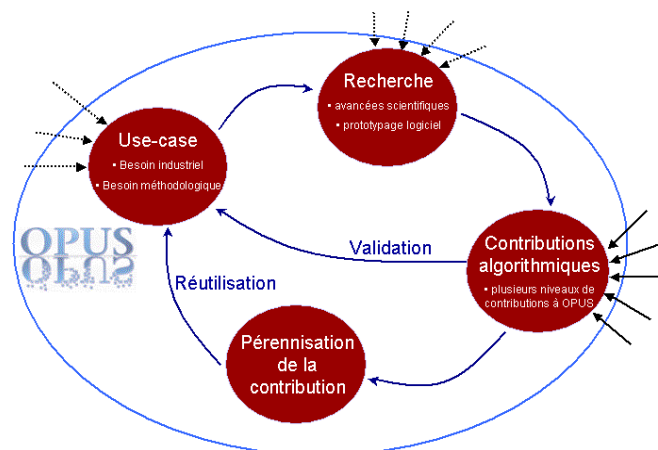 Recherche
▪ avancées scientifiques
▪ prototypage logiciel
Use-case
▪ Besoin industriel
▪ Besoin méthodologique
OPUS
Validation
Contributions
algorithmiques
▪ plusieurs niveaux de
contributions à OPUS
Réutilisation
Pérennisation
de la
contribution